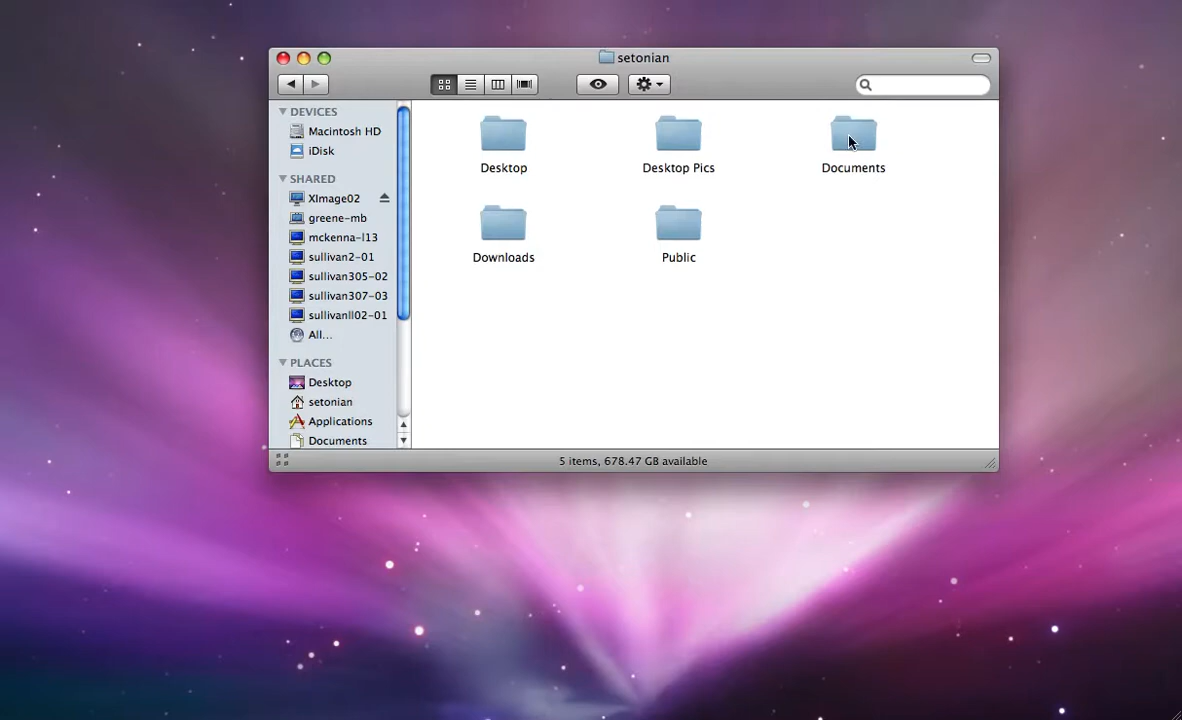 setonian
DEVICES
Macintosh HD
iDisk
SHARED
XImage02
greene-mb
mckenna-l13
sullivan2-01
sullivan305-02
sullivan307-03
sullivanll02-01
All...
PLACES
Desktop
setonian
Applications
Documents
Desktop
Desktop Pics
Documents
Downloads
Public
5 items, 678.47 GB available